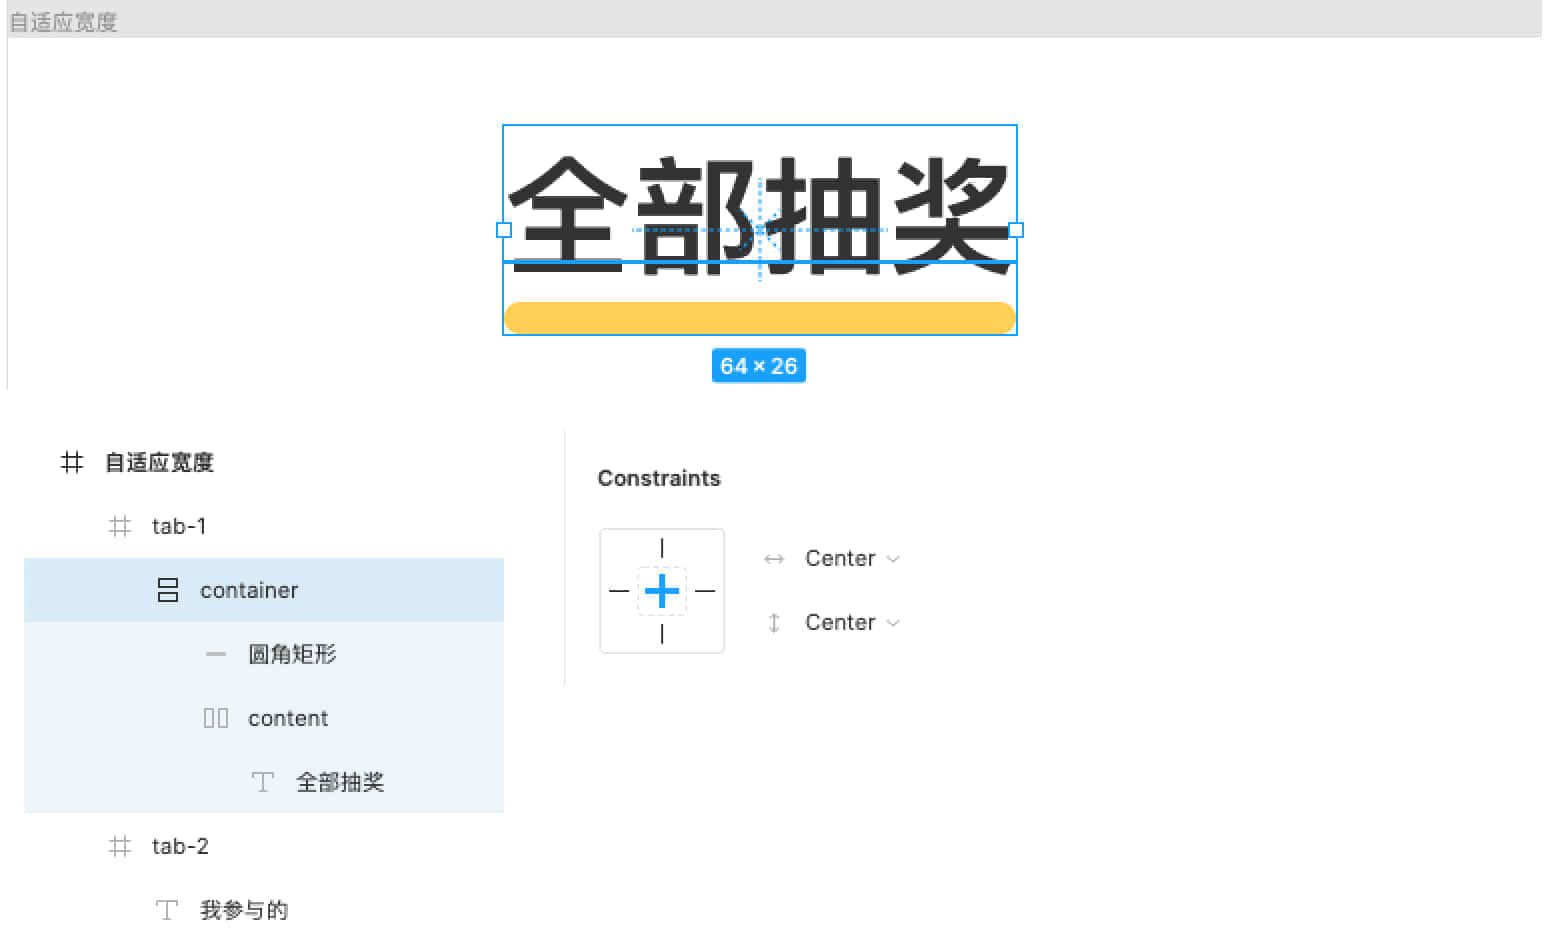 自适应宽度
全部抽奖
64 × 26
自适应宽度
tab-1
container
圆角矩形
content
全部抽奖
tab-2
我参与的
Constraints
Center
Center